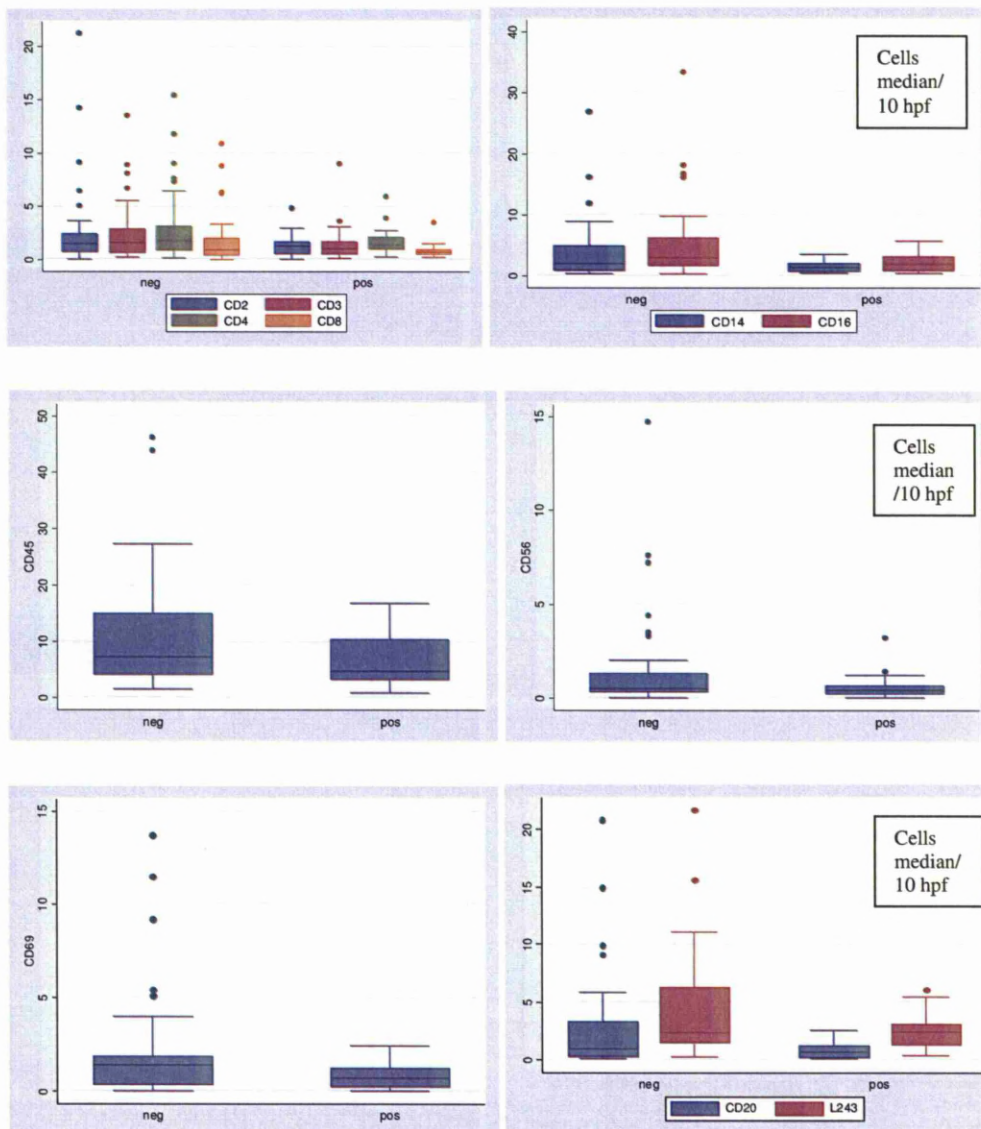 20
15
10
5
0
neg
pos
CD2
CD3
CD4
CD8
40
30
20
10
0
Cells
median/
10 hpf
neg
pos
CD14
CD16
50
40
30
20
10
0
CD45
neg
pos
15
10
5
0
CD56
Cells
median
/10 hpf
neg
pos
15
10
5
0
CD69
neg
pos
20
15
10
5
0
Cells
median/
10 hpf
neg
pos
CD20
L243